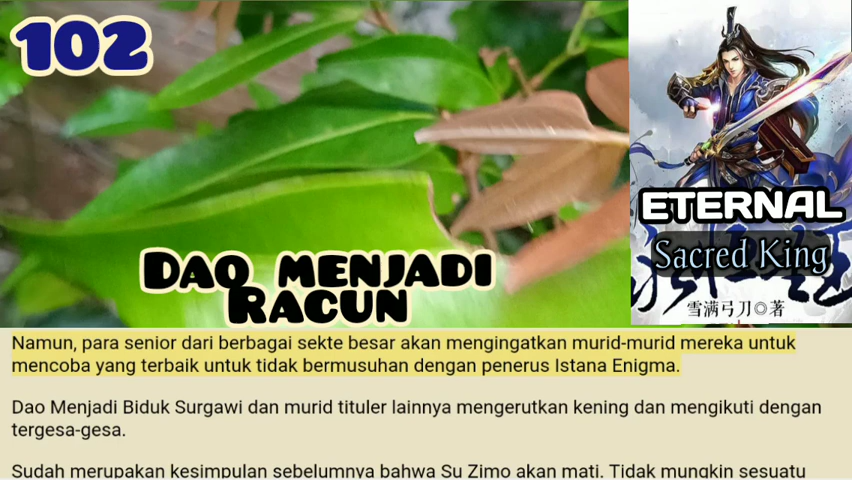 102
DAO MENJADI
RACUN
ETERNAL
Sacred King
雪满弓刀◎著
Namun, para senior dari berbagai sekte besar akan mengingatkan murid-murid mereka untuk
mencoba yang terbaik untuk tidak bermusuhan dengan penerus Istana Enigma.
Dao Menjadi Biduk Surgawi dan murid tituler lainnya mengerutkan kening dan mengikuti dengan
tergesa-gesa.
Sudah merupakan kesimpulan sebelumnya bahwa Su Zimo akan mati. Tidak mungkin sesuatu